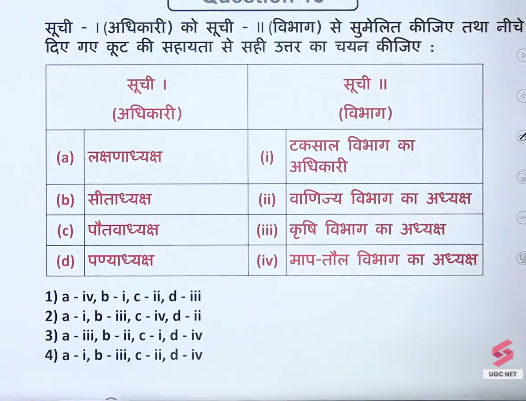 सूची - I (अधिकारी) को सूची - II (विभाग) से सुमेलित कीजिए तथा नीचे
दिए गए कूट की सहायता से सही उत्तर का चयन कीजिए :
सूची I
(अधिकारी)
सूची II
(विभाग)
(a) लक्षणाध्यक्ष
(i) टकसाल विभाग का
अधिकारी
(b) सीताध्यक्ष
(ii) वाणिज्य विभाग का अध्यक्ष
(c) पौतवाध्यक्ष
(iii) कृषि विभाग का अध्यक्ष
(d) पण्याध्यक्ष
(iv) माप-तौल विभाग का अध्यक्ष
1) a - iv, b - i, c - ii, d - iii
2) a - i, b - iii, c - iv, d - ii
3) a - iii, b - ii, c - i, d - iv
4) a - i, b - iii, c - ii, d - iv
UGC NET